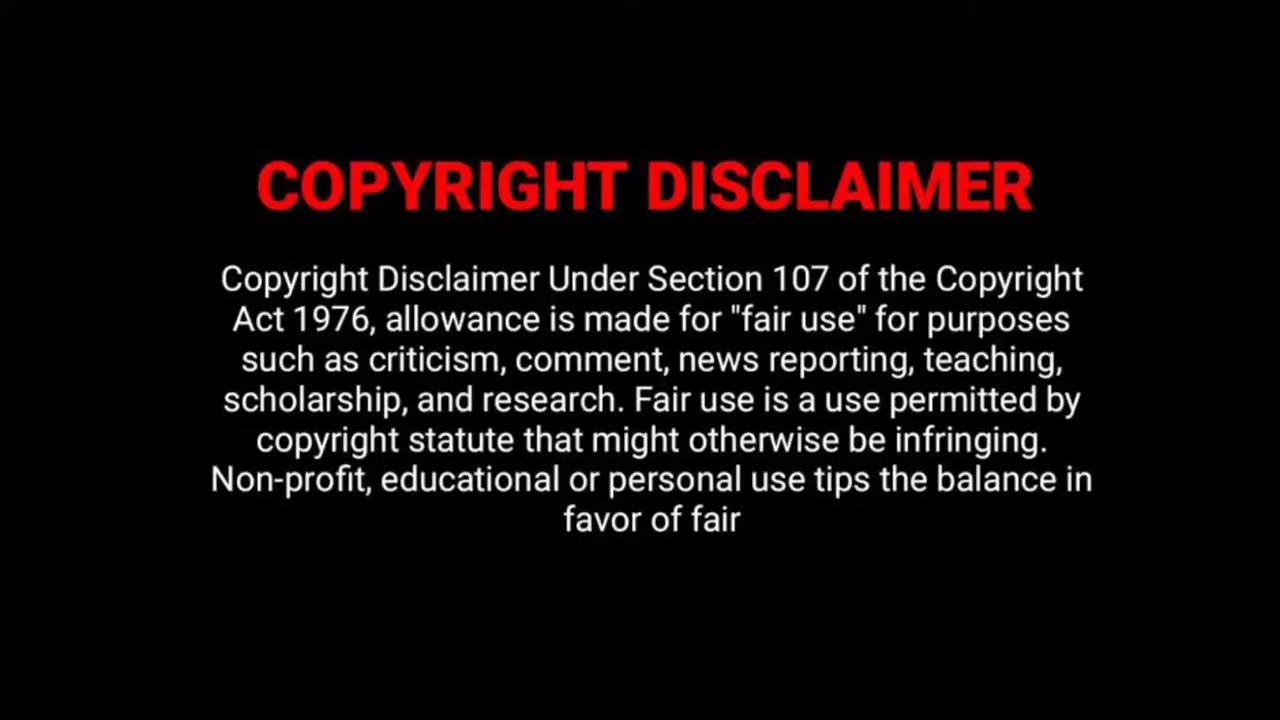 COPYRIGHT DISCLAIMER
Copyright Disclaimer Under Section 107 of the Copyright
Act 1976, allowance is made for "fair use" for purposes
such as criticism, comment, news reporting, teaching,
scholarship, and research. Fair use is a use permitted by
copyright statute that might otherwise be infringing.
Non-profit, educational or personal use tips the balance in
favor of fair